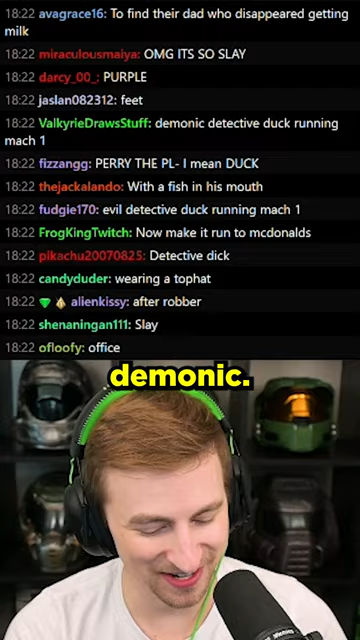 18:22 avagrace16: To find their dad who disappeared getting
milk
18:22 miraculousmaiya: OMG ITS SO SLAY
18:22 darcy_00_: PURPLE
18:22 jaslan082312: feet
18:22 ValkyrieDrawsStuff: demonic detective duck running
mach 1
18:22 fizzangg: PERRY THE PL- I mean DUCK
18:22 thejackalando: With a fish in his mouth
18:22 fudgie170: evil detective duck running mach 1
18:22 FrogKingTwitch: Now make it run to mcdonalds
18:22 pikachu20070825: Detective dick
18:22 candyduder: wearing a tophat
18:22 alienkissy: after robber
18:22 shenaningan111: Slay
18:22 ofloofy: office
demonic.